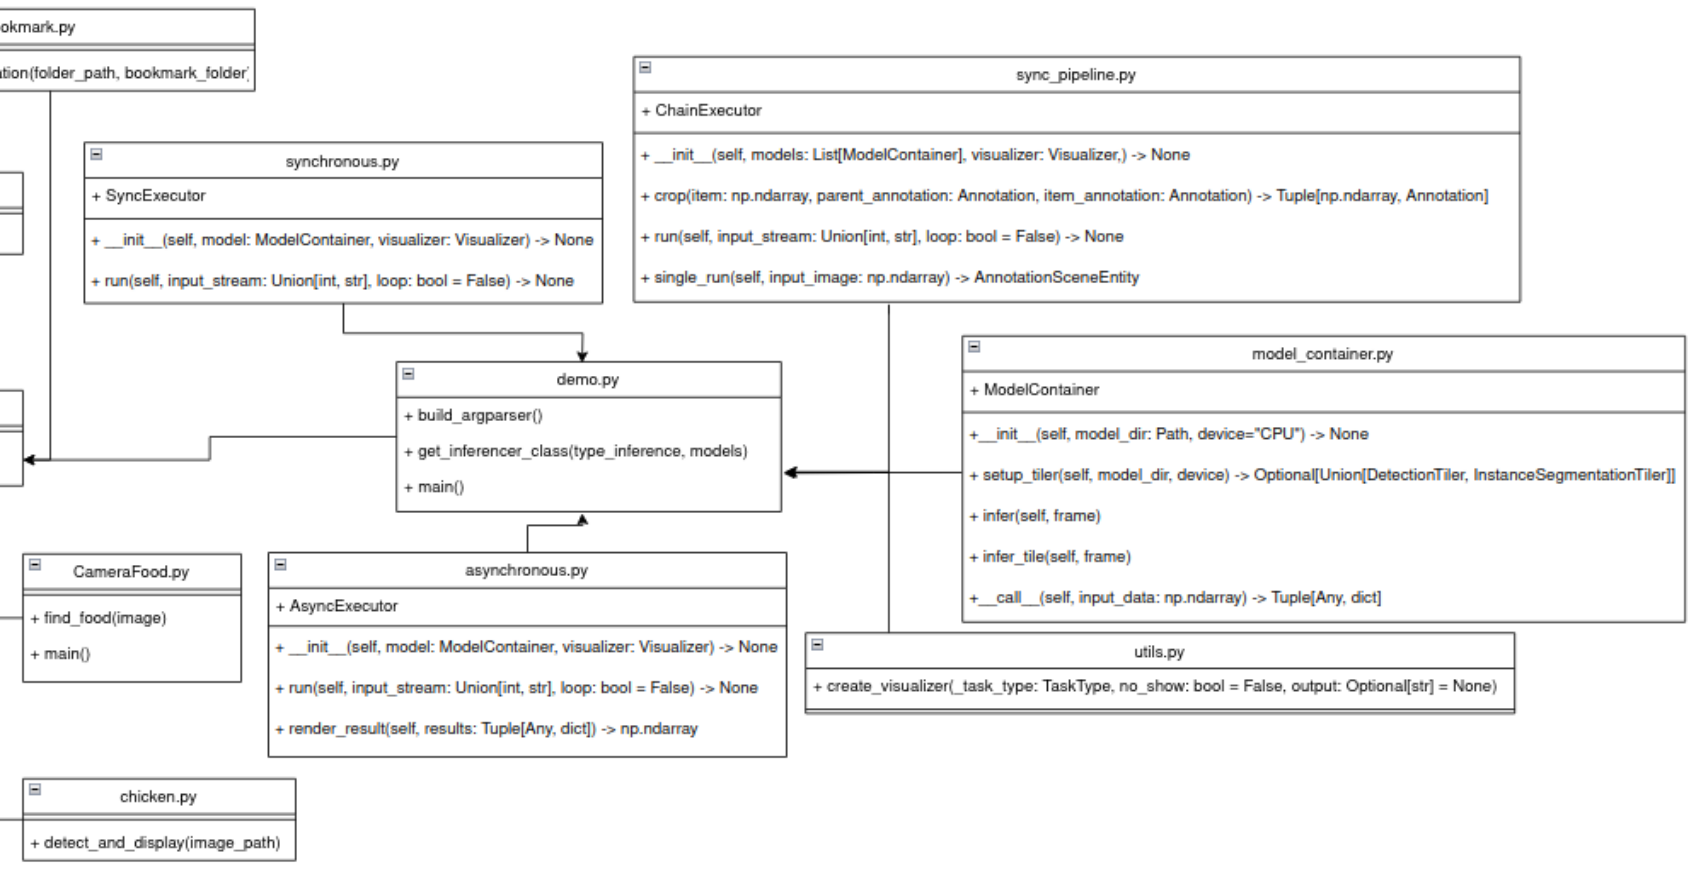 okmark.py
ation(folder_path, bookmark_folder)
synchronous.py
+ SyncExecutor
+ __init__(self, model: ModelContainer, visualizer: Visualizer) -> None
+ run(self, input_stream: Union[int, str], loop: bool = False) -> None
sync_pipeline.py
+ ChainExecutor
+ __init__(self, models: List[ModelContainer], visualizer: Visualizer,) -> None
+ crop(item: np.ndarray, parent_annotation: Annotation, item_annotation: Annotation) -> Tuple[np.ndarray, Annotation]
+ run(self, input_stream: Union[int, str], loop: bool = False) -> None
+ single_run(self, input_image: np.ndarray) -> AnnotationSceneEntity
demo.py
+ build_argparser()
+ get_inferencer_class(type_inference, models)
+ main()
model_container.py
+ ModelContainer
+__init__(self, model_dir: Path, device="CPU") -> None
+ setup_tiler(self, model_dir, device) -> Optional[Union[DetectionTiler, InstanceSegmentationTiler]]
+ infer(self, frame)
+ infer_tile(self, frame)
+__call__(self, input_data: np.ndarray) -> Tuple[Any, dict]
CameraFood.py
+ find_food(image)
+ main()
asynchronous.py
+ AsyncExecutor
+ __init__(self, model: ModelContainer, visualizer: Visualizer) -> None
+ run(self, input_stream: Union[int, str], loop: bool = False) -> None
+ render_result(self, results: Tuple[Any, dict]) -> np.ndarray
utils.py
+ create_visualizer(_task_type: TaskType, no_show: bool = False, output: Optional[str] = None)
chicken.py
+ detect_and_display(image_path)